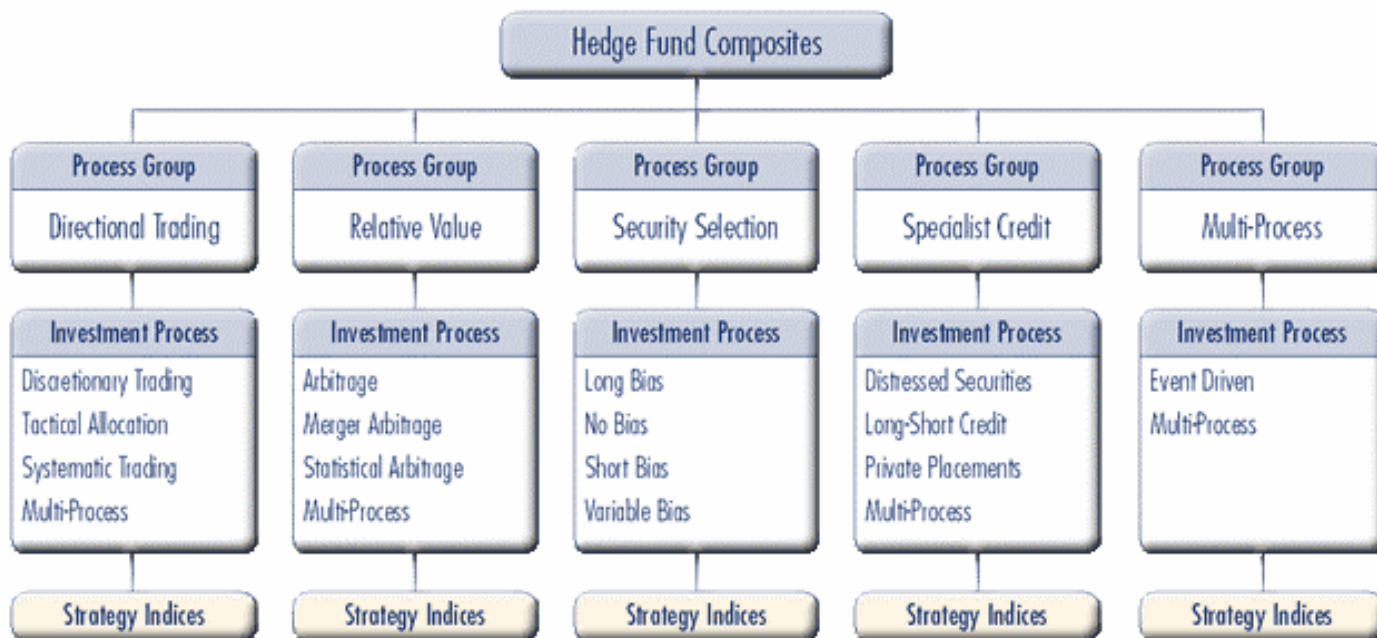 Hedge Fund Composites
Process Group
Directional Trading
Investment Process
Discretionary Trading
Tactical Allocation
Systematic Trading
Multi-Process
Strategy Indices
Process Group
Relative Value
Investment Process
Arbitrage
Merger Arbitrage
Statistical Arbitrage
Multi-Process
Strategy Indices
Process Group
Security Selection
Investment Process
Long Bias
No Bias
Short Bias
Variable Bias
Strategy Indices
Process Group
Specialist Credit
Investment Process
Distressed Securities
Long-Short Credit
Private Placements
Multi-Process
Strategy Indices
Process Group
Multi-Process
Investment Process
Event Driven
Multi-Process
Strategy Indices